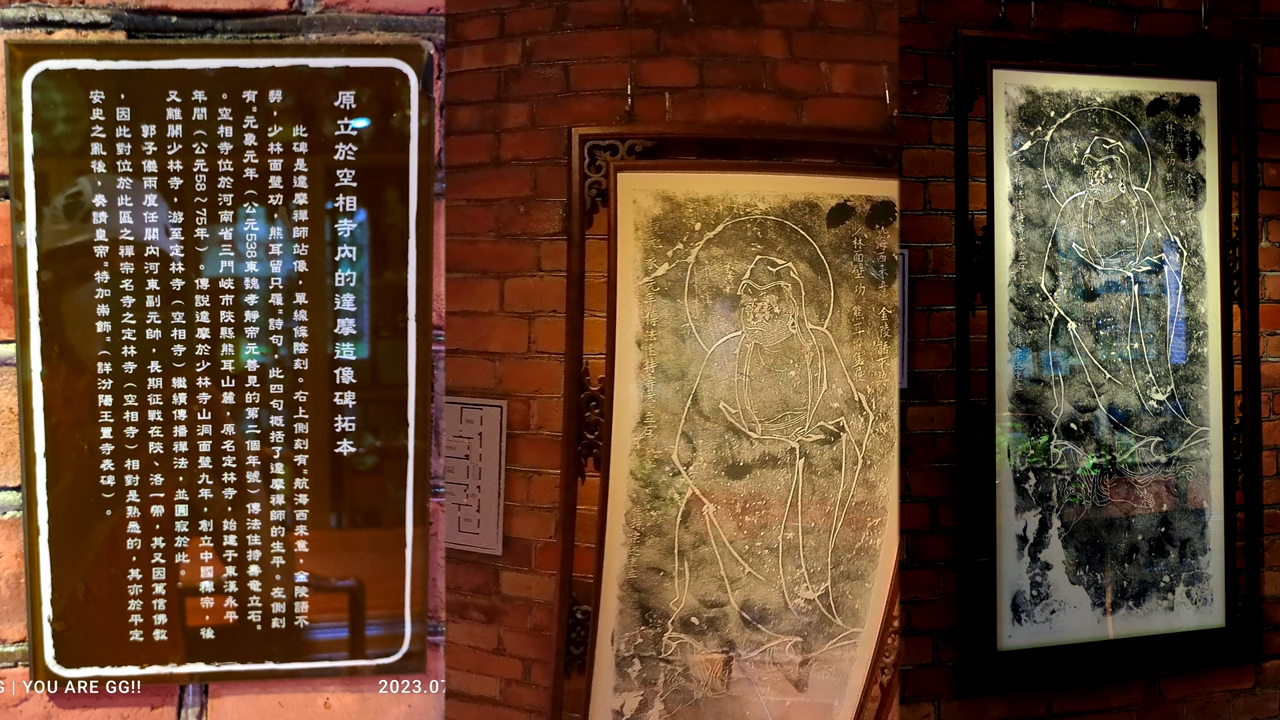 原立於空相寺內的達摩造像碑拓本
此碑是達摩禪師站像，單線條陰刻。右上側刻有"航海西來意，金陵語不
契，少林面壁功，熊耳留只履"詩句，此四句概括了達摩禪師的生平。左側刻
有"元象元年（公元538東魏孝靜帝元善見的第二個年號）傳法住持壽竜立石"
。空相寺位於河南省三門峽市陝縣熊耳山麓，原名定林寺，始建于東漢永平
年間（公元58～75年）。傳說達摩於少林寺山洞面壁九年，創立中國禪宗，後
又離開少林寺，游至定林寺（空相寺）繼續傳播禪法，並圓寂於此。
郭子儀兩度任關內河東副元帥，長期征戰在陝、洛一帶，其又因篤信佛教
，因此對位於此區之禪宗名寺之定林寺（空相寺）相對是熟悉的，其亦於平定
安史之亂後，奏請皇帝"特加崇飾"（詳汾陽王置寺表碑）。
G | YOU ARE GG!!
2023.07